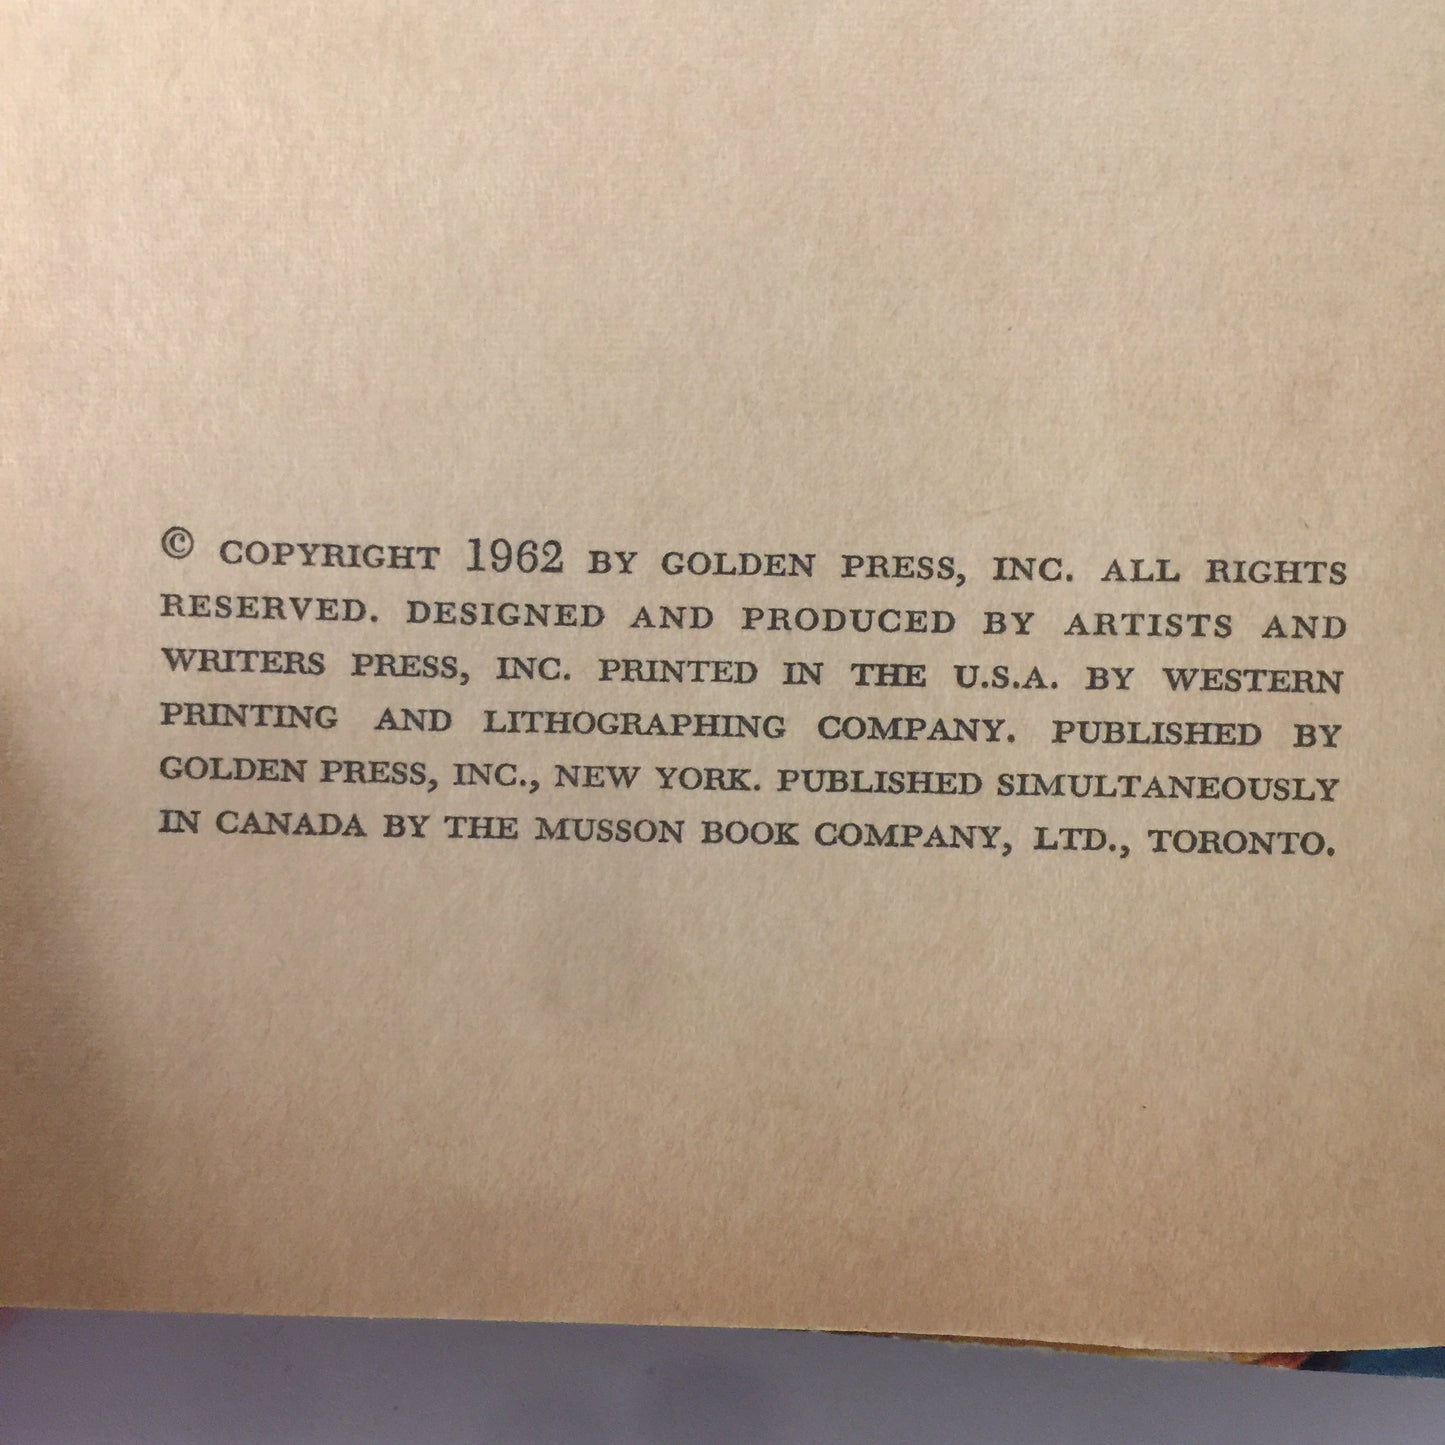 © COPYRIGHT 1962 BY GOLDEN PRESS, INC. ALL RIGHTS
RESERVED. DESIGNED AND PRODUCED BY ARTISTS AND
WRITERS PRESS, INC. PRINTED IN THE U.S.A. BY WESTERN
PRINTING AND LITHOGRAPHING COMPANY. PUBLISHED BY
GOLDEN PRESS, INC., NEW YORK. PUBLISHED SIMULTANEOUSLY
IN CANADA BY THE MUSSON BOOK COMPANY, LTD., TORONTO.